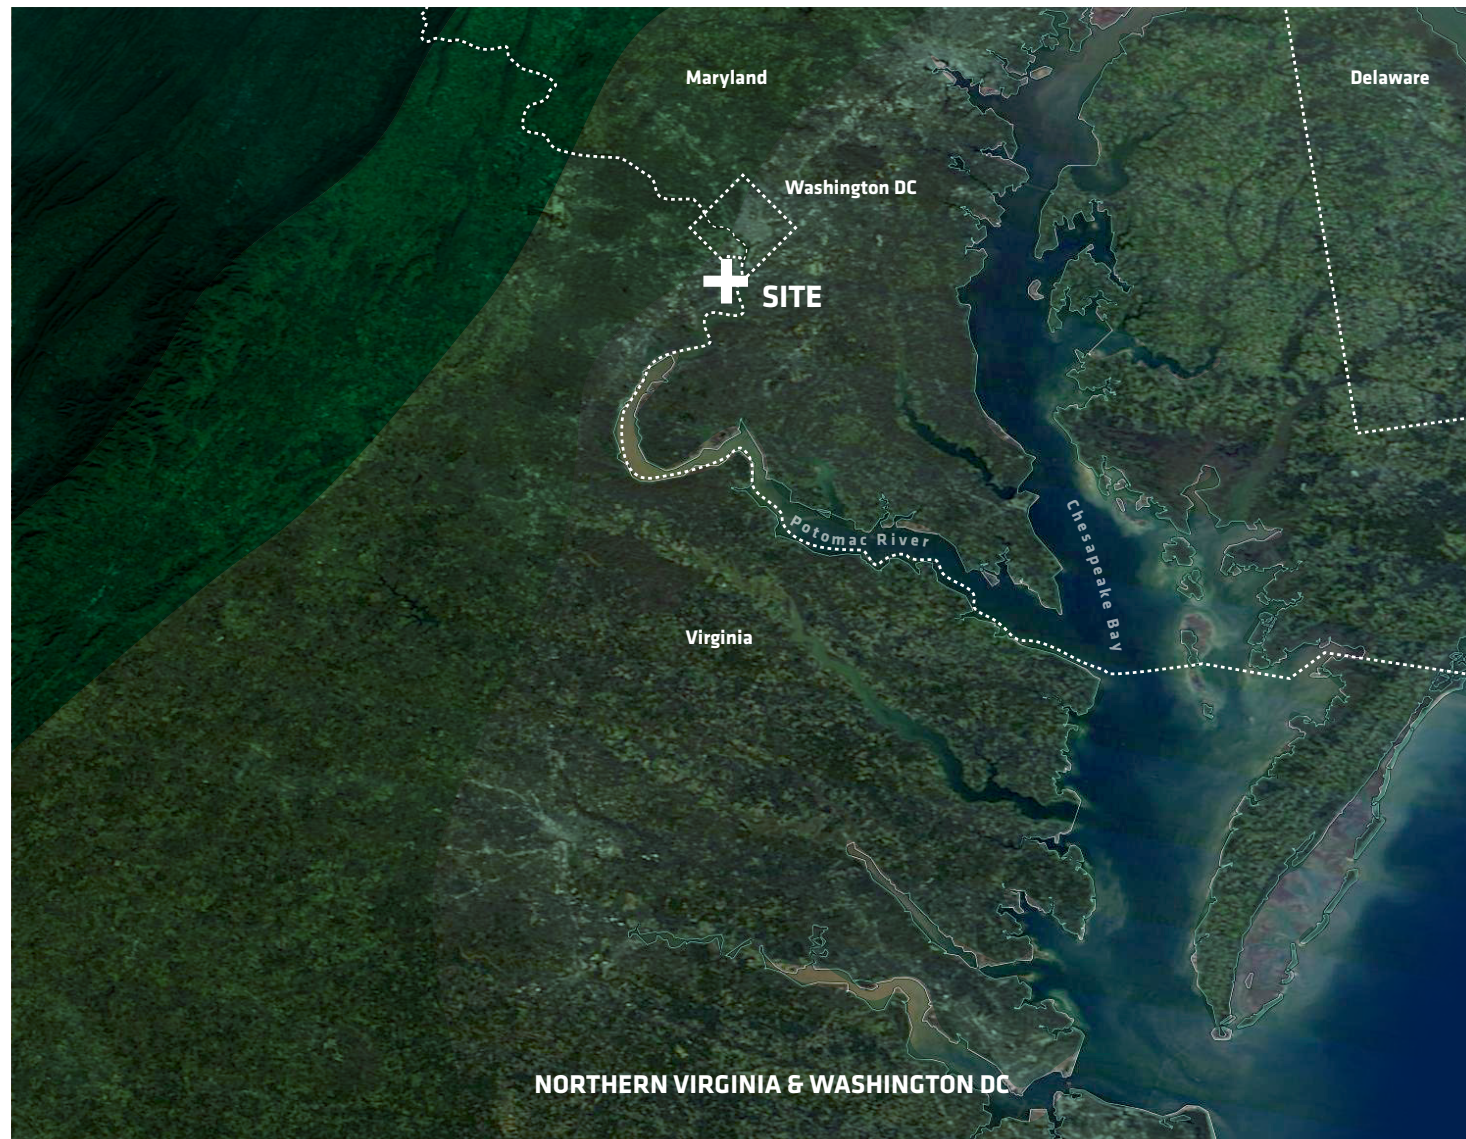 Maryland
Delaware
Washington DC
SITE
Potomac River
Chesapeake Bay
Virginia
NORTHERN VIRGINIA & WASHINGTON DC